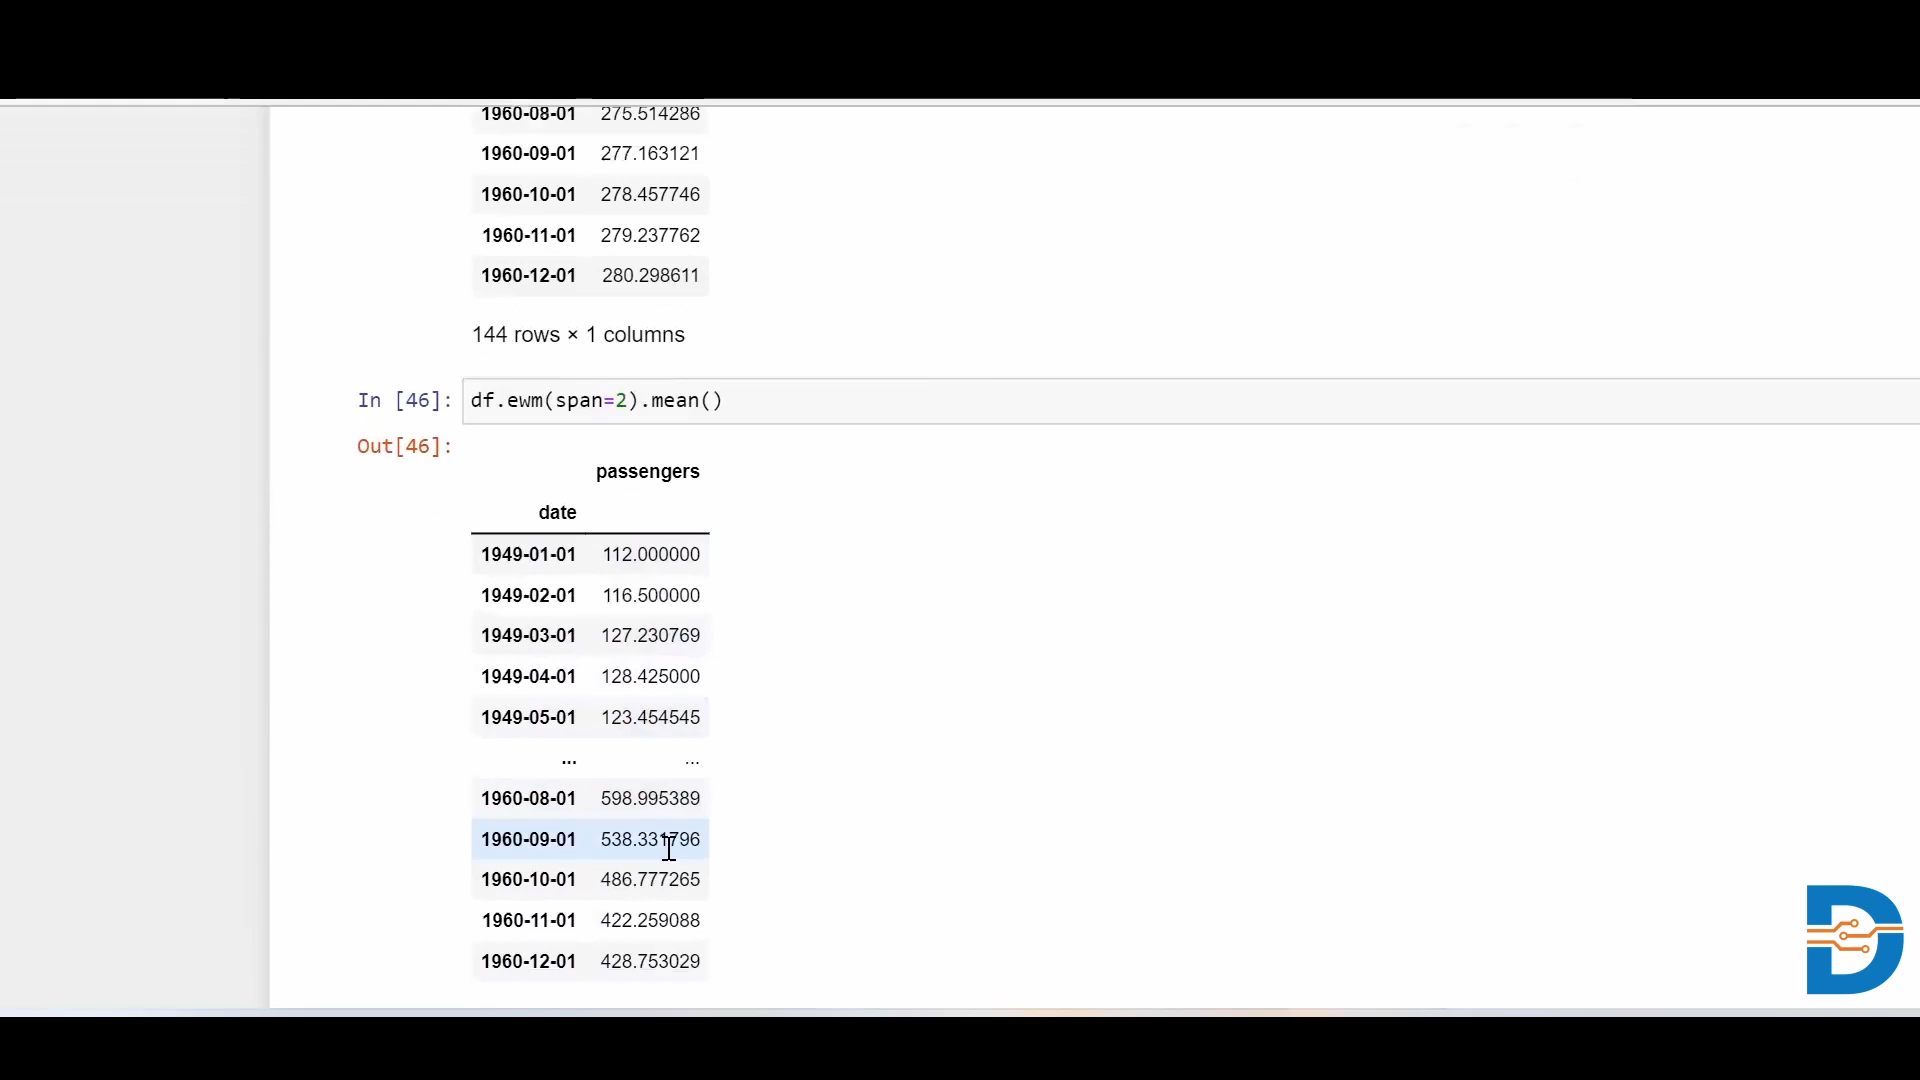 1960-08-01 275.514286
1960-09-01 277.163121
1960-10-01 278.457746
1960-11-01 279.237762
1960-12-01 280.298611
144 rows × 1 columns
In [46]: df.ewm(span=2).mean()
Out[46]:
passengers
date
1949-01-01 112.000000
1949-02-01 116.500000
1949-03-01 127.230769
1949-04-01 128.425000
1949-05-01 123.454545
... ...
1960-08-01 598.995389
1960-09-01 538.331796
1960-10-01 486.777265
1960-11-01 422.259088
1960-12-01 428.753029
D